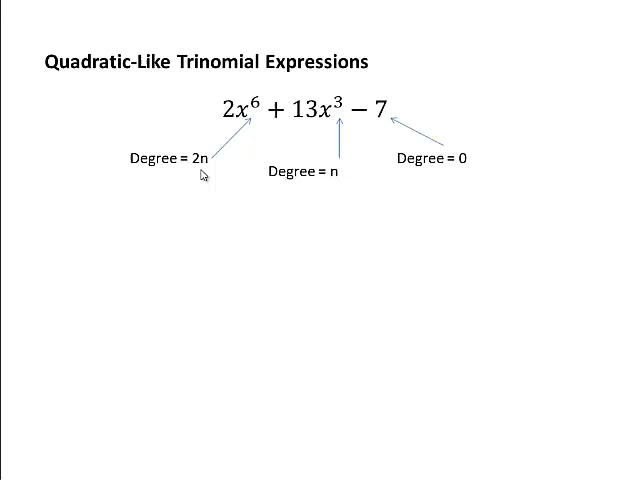 Quadratic-Like Trinomial Expressions
2x⁶ + 13x³ − 7
Degree = 2n
Degree = n
Degree = 0